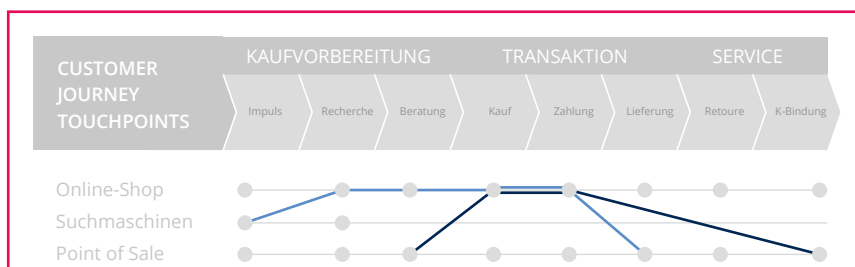 CUSTOMER
JOURNEY
TOUCHPOINTS
KAUFVORBEREITUNG TRANSAKTION SERVICE
Impuls Recherche Beratung Kauf Zahlung Lieferung Retoure K-Bindung
Online-Shop
Suchmaschinen
Point of Sale